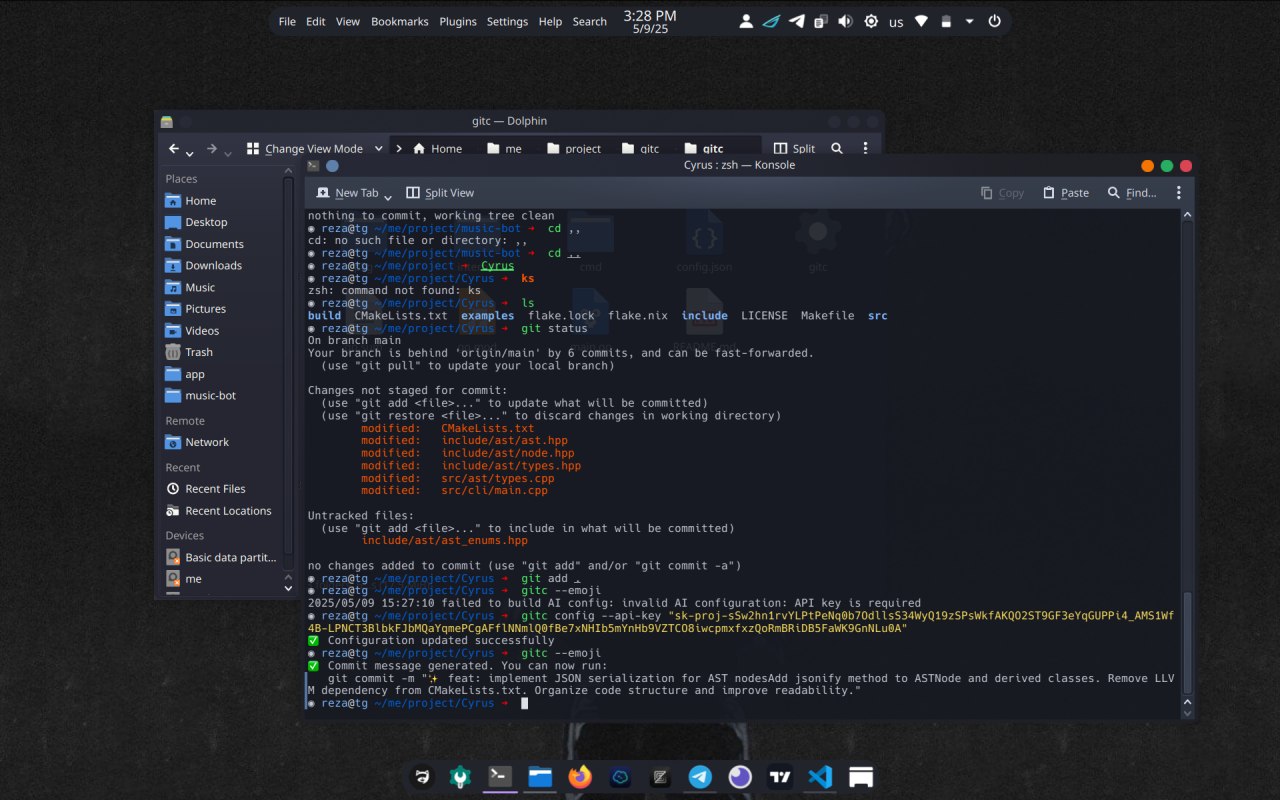 File Edit View Bookmarks Plugins Settings Help Search
3:28 PM
5/9/25
us
gitc — Dolphin
Change View Mode
Home me project gitc gitc
Split
Places
Home
Desktop
Documents
Downloads
Music
Pictures
Videos
Trash
app
music-bot
Remote
Network
Recent
Recent Files
Recent Locations
Devices
Basic data partit...
me
Cyrus : zsh — Konsole
New Tab Split View Copy Paste Find...
nothing to commit, working tree clean
◉ reza@tg ~/me/project/music-bot ➜ cd ,,
cd: no such file or directory: ,,
◉ reza@tg ~/me/project/music-bot ➜ cd ..
◉ reza@tg ~/me/project ➜ Cyrus
◉ reza@tg ~/me/project/Cyrus ➜ ks
zsh: command not found: ks
◉ reza@tg ~/me/project/Cyrus ➜ ls
build CMakeLists.txt examples flake.lock flake.nix include LICENSE Makefile src
◉ reza@tg ~/me/project/Cyrus ➜ git status
On branch main
Your branch is behind 'origin/main' by 6 commits, and can be fast-forwarded.
(use "git pull" to update your local branch)
Changes not staged for commit:
(use "git add <file>..." to update what will be committed)
(use "git restore <file>..." to discard changes in working directory)
modified: CMakeLists.txt
modified: include/ast/ast.hpp
modified: include/ast/node.hpp
modified: include/ast/types.hpp
modified: src/ast/types.cpp
modified: src/cli/main.cpp
Untracked files:
(use "git add <file>..." to include in what will be committed)
include/ast/ast_enums.hpp
no changes added to commit (use "git add" and/or "git commit -a")
◉ reza@tg ~/me/project/Cyrus ➜ git add .
◉ reza@tg ~/me/project/Cyrus ➜ gitc --emoji
2025/05/09 15:27:10 failed to build AI config: invalid AI configuration: API key is required
◉ reza@tg ~/me/project/Cyrus ➜ gitc config --api-key
✅ Configuration updated successfully
◉ reza@tg ~/me/project/Cyrus ➜ gitc --emoji
✅ Commit message generated. You can now run:
git commit -m "✨ feat: implement JSON serialization for AST nodesAdd jsonify method to ASTNode and derived classes. Remove LLV
M dependency from CMakeLists.txt. Organize code structure and improve readability."
◉ reza@tg ~/me/project/Cyrus ➜
cmd
config.json
gitc